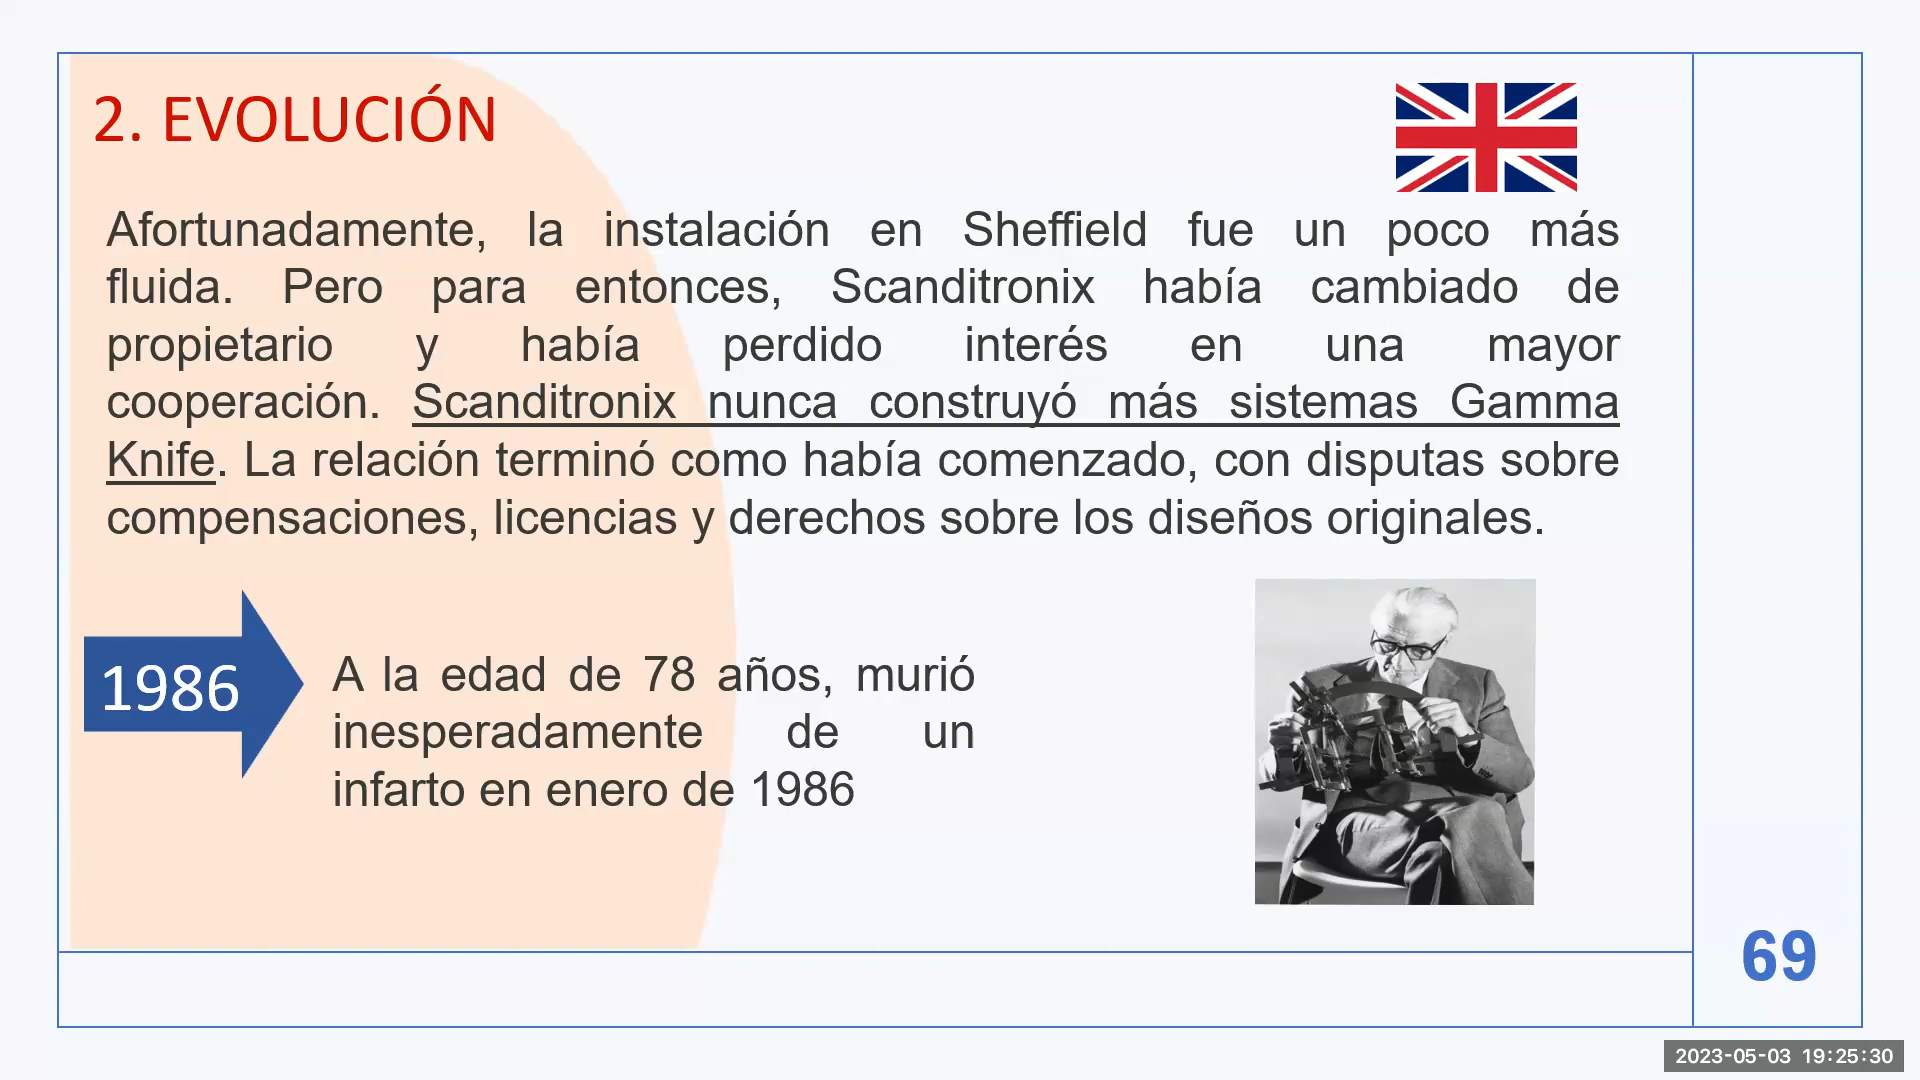 2. EVOLUCIÓN
Afortunadamente, la instalación en Sheffield fue un poco más
fluida. Pero para entonces, Scanditronix había cambiado de
propietario y había perdido interés en una mayor
cooperación. Scanditronix nunca construyó más sistemas Gamma
Knife. La relación terminó como había comenzado, con disputas sobre
compensaciones, licencias y derechos sobre los diseños originales.
1986
A la edad de 78 años, murió
inesperadamente de un
infarto en enero de 1986
69
2023-05-03 19:25:30